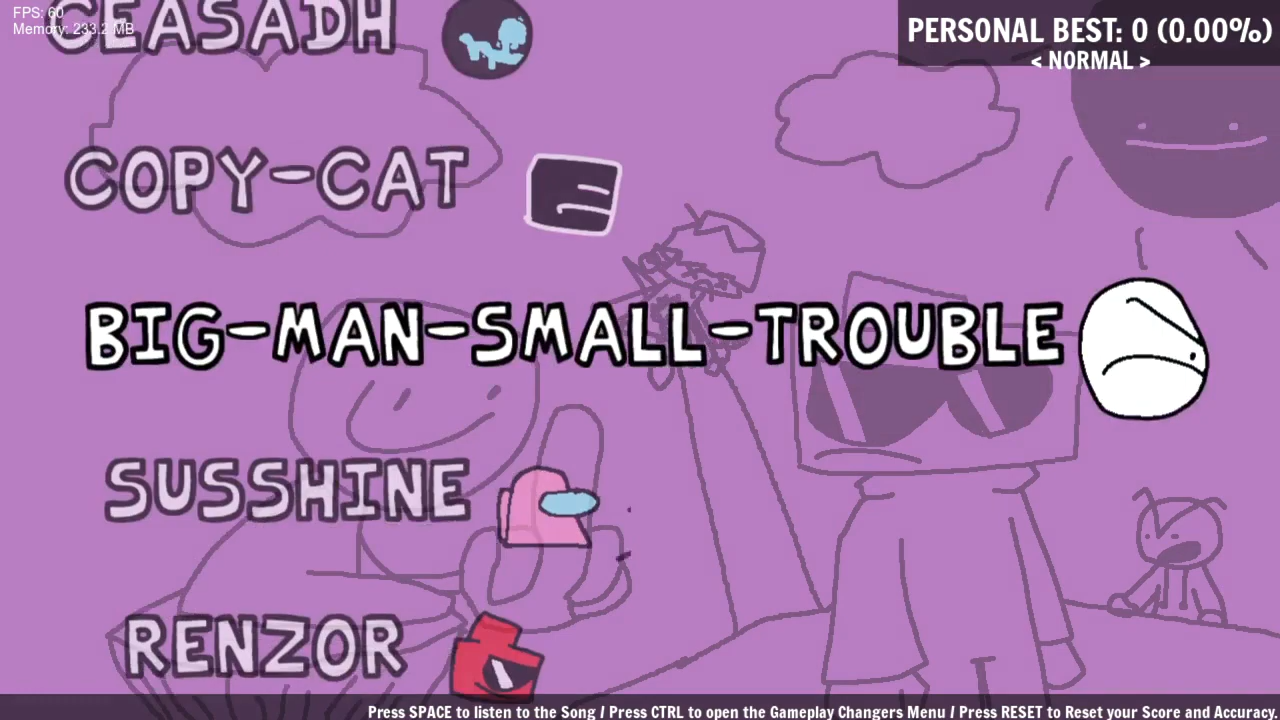 FPS: 60
Memory: 233.2 MB
CEASADH
PERSONAL BEST: 0 (0.00%)
< NORMAL >
COPY-CAT
BIG-MAN-SMALL-TROUBLE
SUSSHINE
RENZOR
Press SPACE to listen to the Song / Press CTRL to open the Gameplay Changers Menu / Press RESET to Reset your Score and Accuracy.